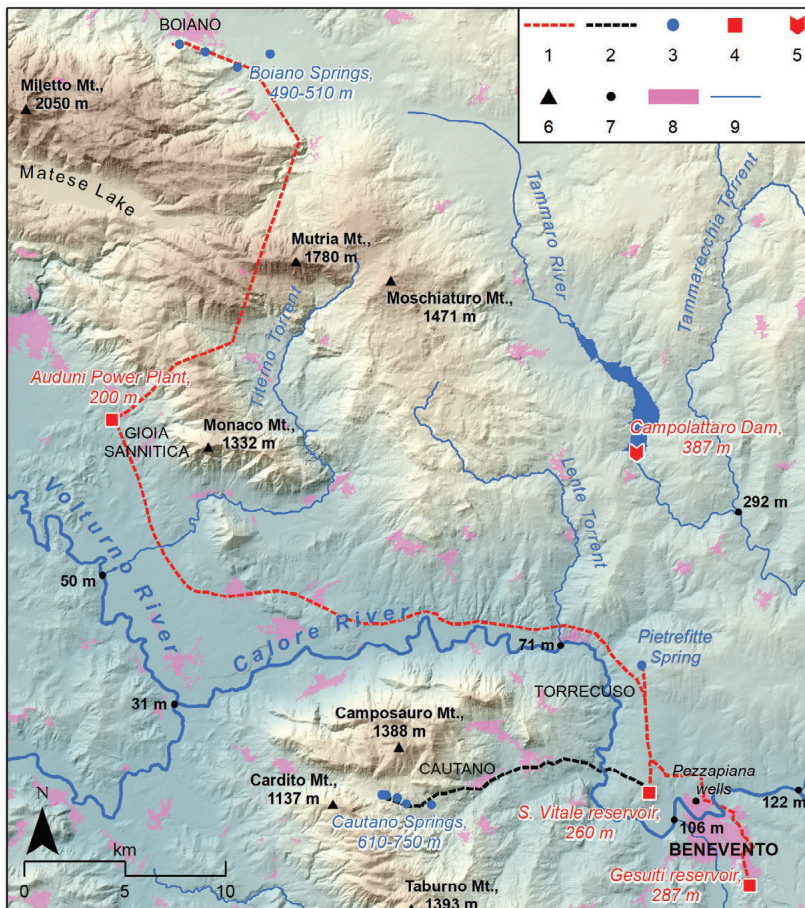 BOIANO
1 2 3 4 5
6 7 8 9
Boiano Springs,
490-510 m
Miletto Mt.,
2050 m
Matese Lake
Mutria Mt.,
1780 m
Moschiaturo Mt.,
1471 m
Tammaro River
Tammarecchia Torrent
Titerno Torrent
Auduni Power Plant,
200 m
GIOIA
SANNITICA
Monaco Mt.,
1332 m
Campolattaro Dam,
387 m
Lente Torrent
292 m
Volturno River
50 m
Calore River
71 m
Pietrefitte
Spring
31 m
TORRECUSO
Camposauro Mt.,
1388 m
CAUTANO
Cardito Mt.,
1137 m
Pezzapiana
wells
122 m
Cautano Springs,
610-750 m
S. Vitale reservoir,
260 m
106 m
BENEVENTO
Gesuiti reservoir,
287 m
Taburno Mt.,
1393 m
N
km
0 5 10